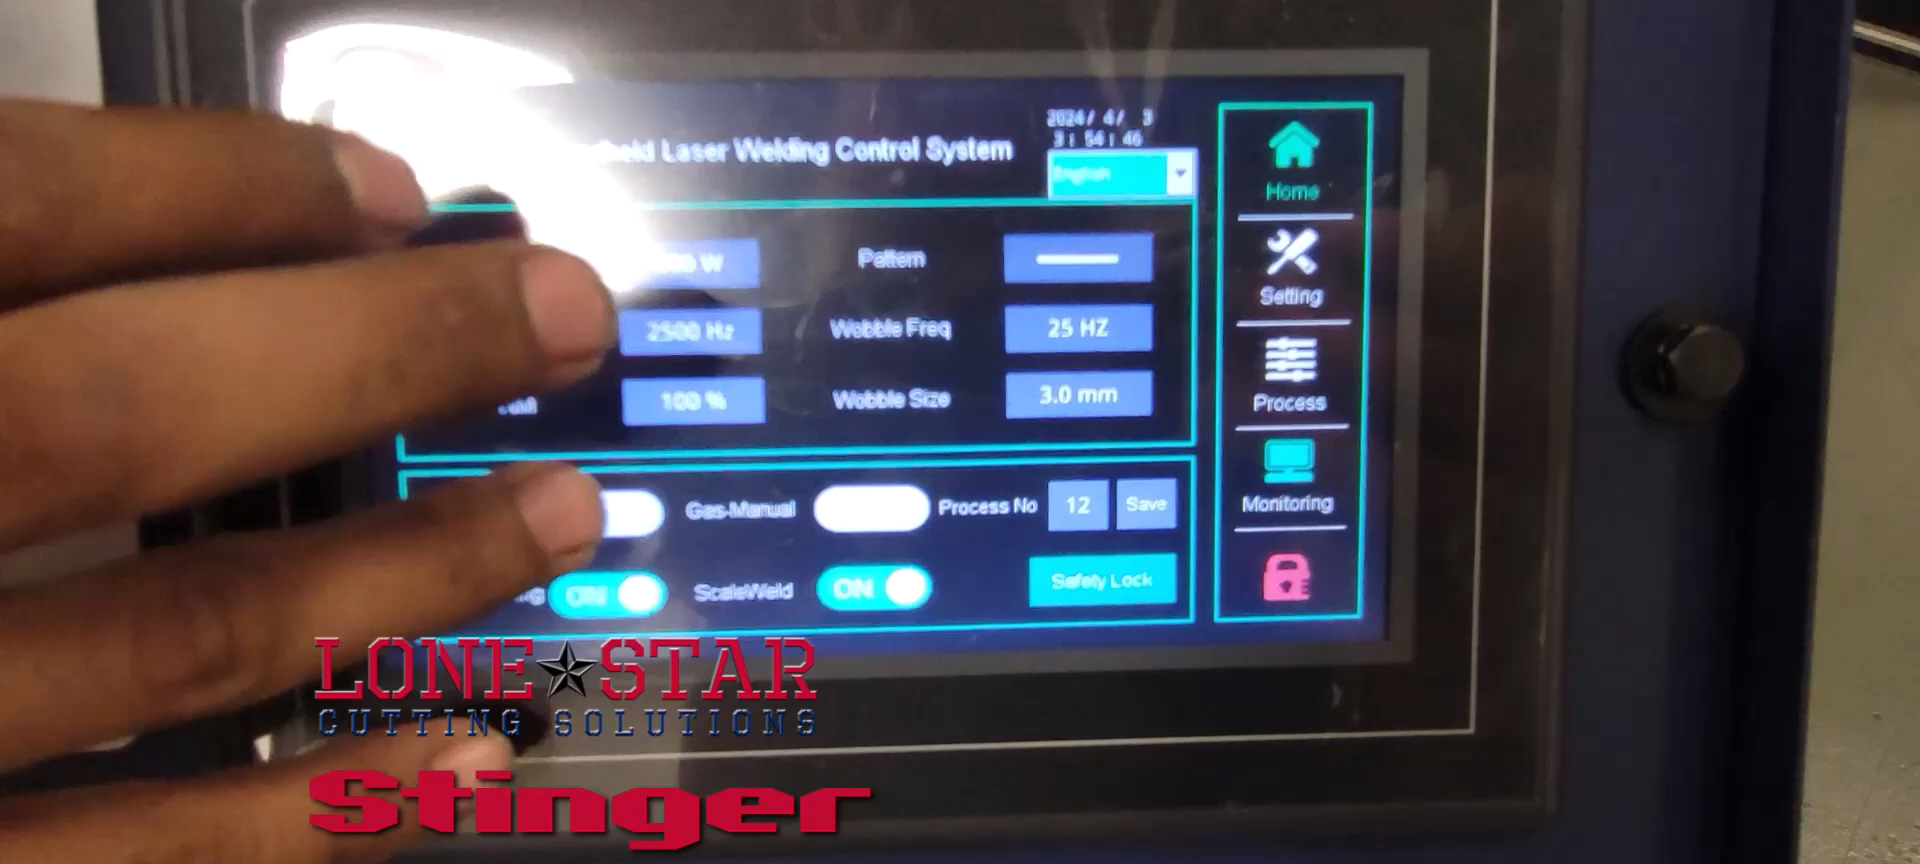 2024/ 4/ 3
3: 54: 46
Laser Welding Control System
English
Home
W Pattern
Setting
2500 Hz Wobble Freq 25 HZ
100 % Wobble Size 3.0 mm
Process
Gas-Manual Process No 12 Save
Monitoring
ON ScaleWeld ON Safety Lock
LONE STAR
CUTTING SOLUTIONS
Stinger